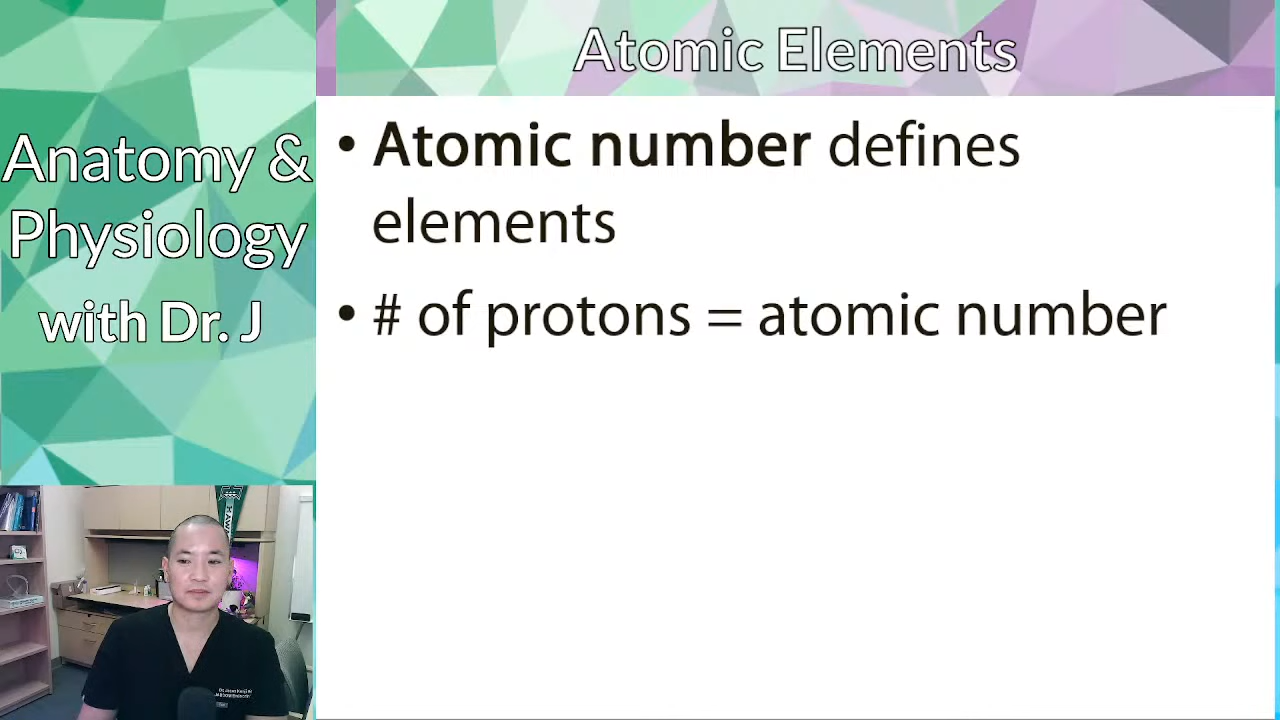 Atomic Elements
Anatomy &
Physiology
with Dr. J
• Atomic number defines
elements
• # of protons = atomic number